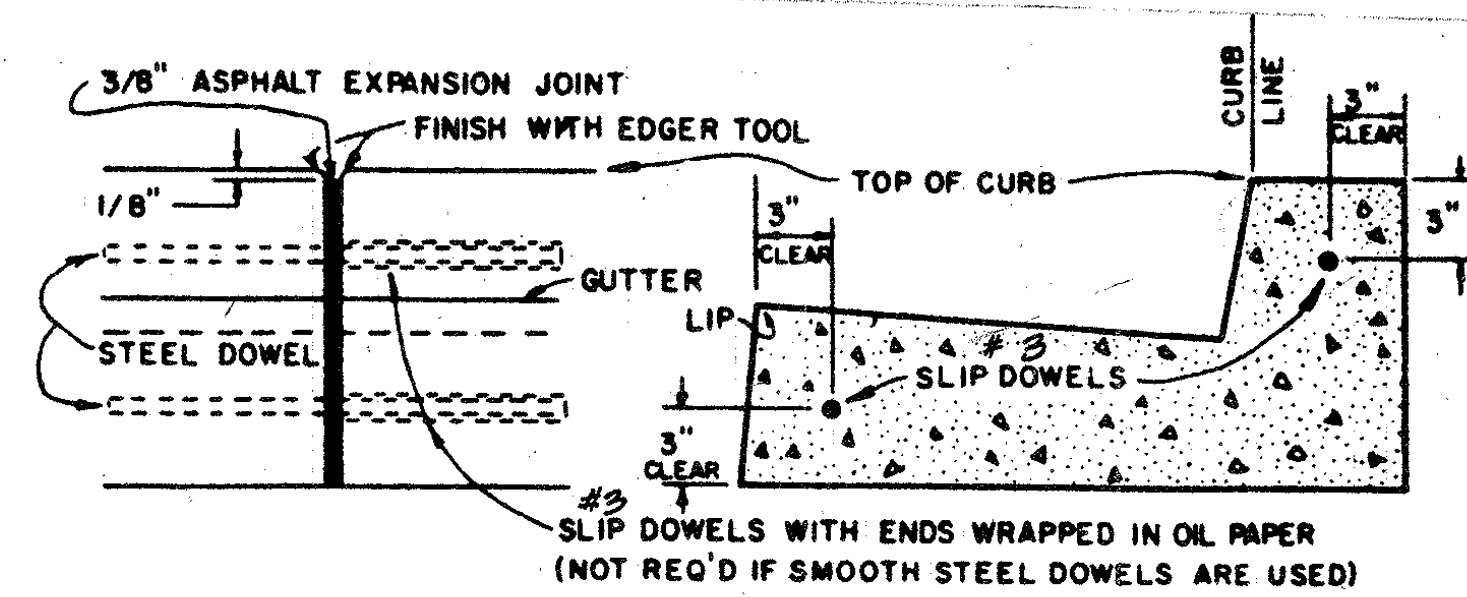 3/8" ASPHALT EXPANSION JOINT
FINISH WITH EDGER TOOL
1/8"
STEEL DOWEL
GUTTER
TOP OF CURB
CURB
LINE
3"
CLEAR
3"
3"
CLEAR
LIP
#3
SLIP DOWELS
3"
CLEAR
#3
SLIP DOWELS WITH ENDS WRAPPED IN OIL PAPER
(NOT REQ'D IF SMOOTH STEEL DOWELS ARE USED)